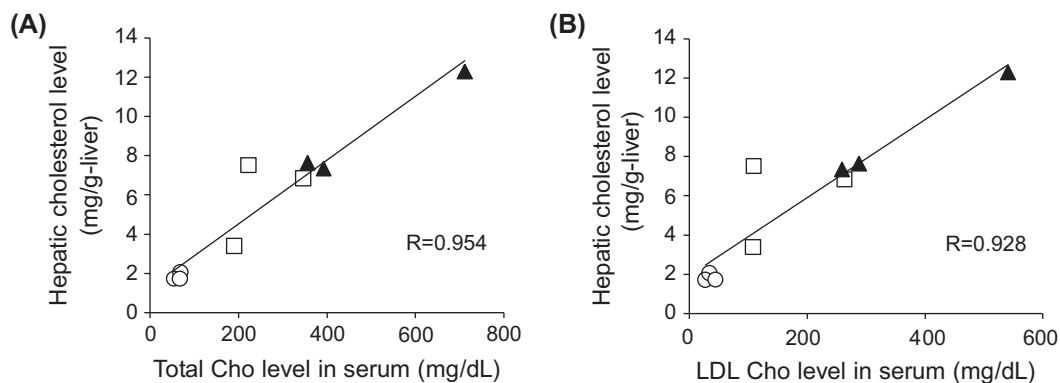 (A)
Hepatic cholesterol level
(mg/g-liver)
14
12
10
8
6
4
2
0
R=0.954
0 200 400 600 800
Total Cho level in serum (mg/dL)
(B)
Hepatic cholesterol level
(mg/g-liver)
14
12
10
8
6
4
2
0
R=0.928
0 200 400 600
LDL Cho level in serum (mg/dL)